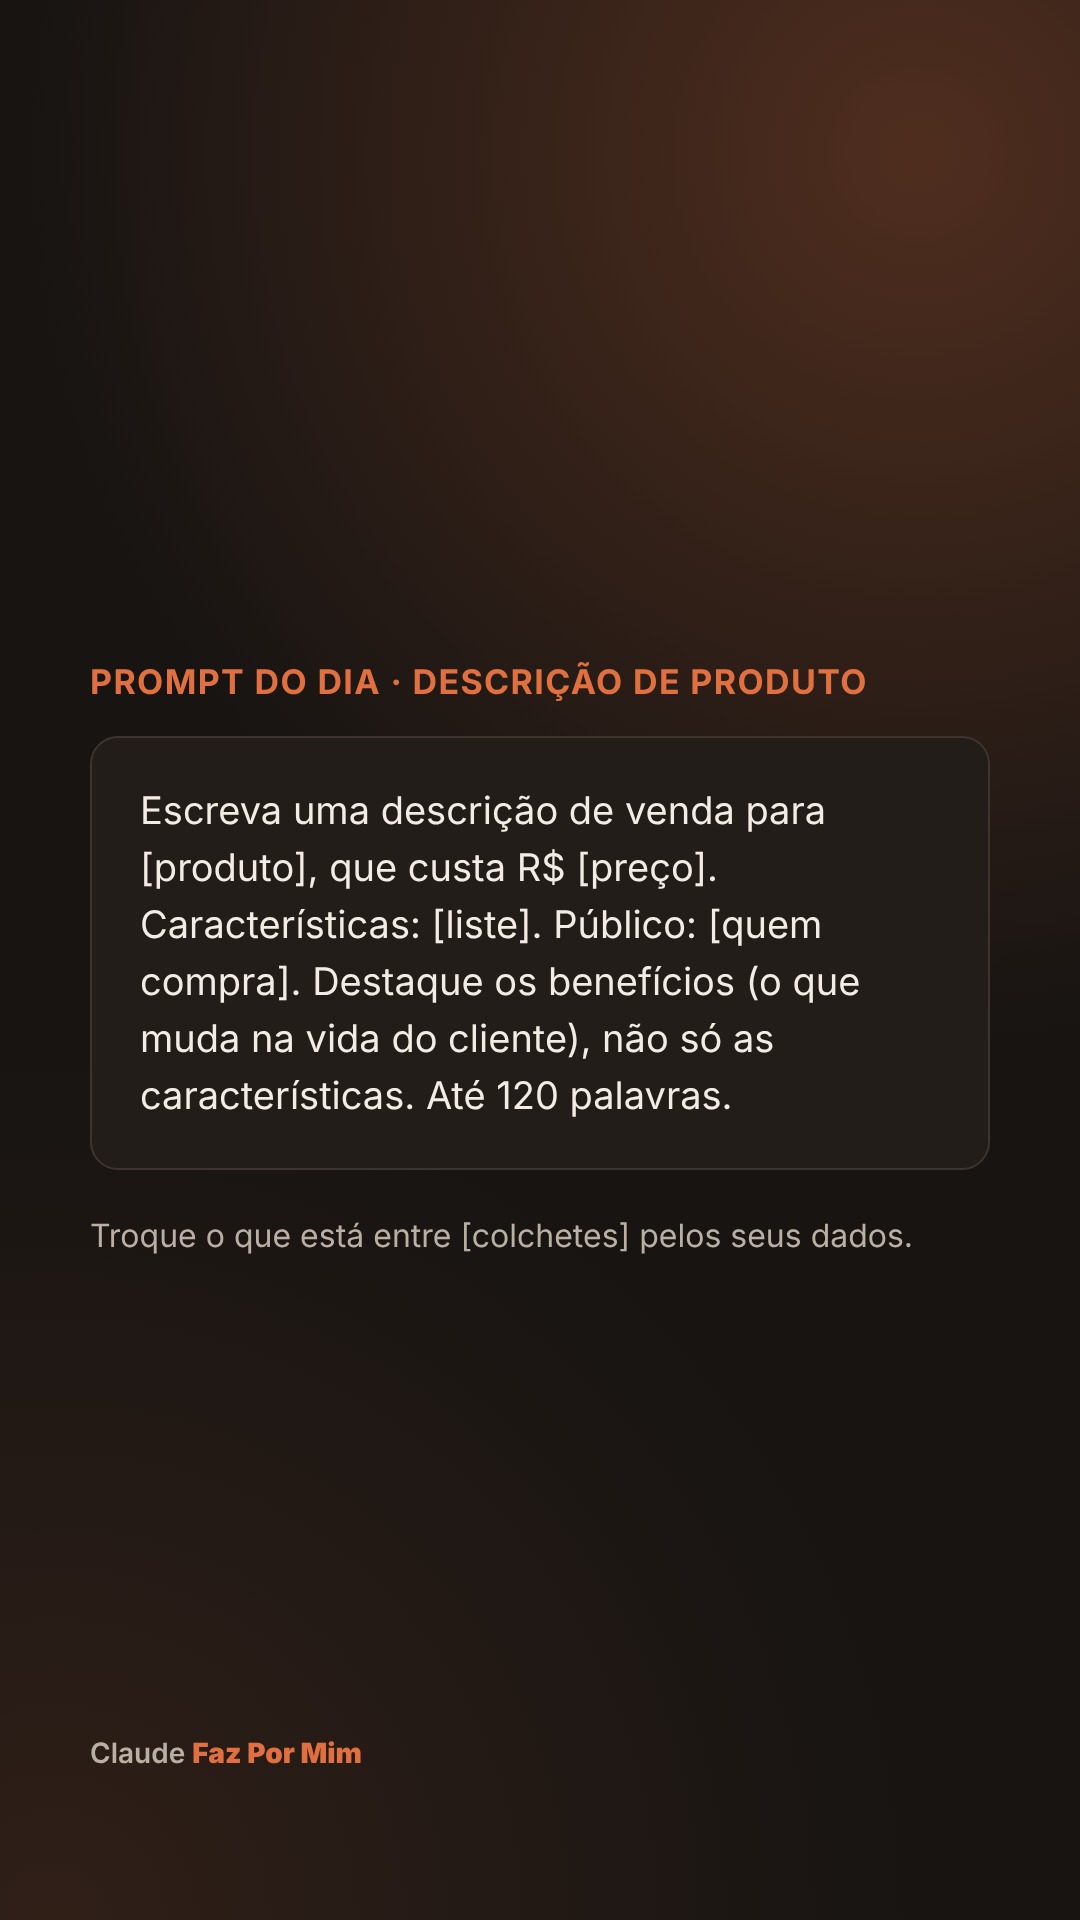 PROMPT DO DIA · DESCRIÇÃO DE PRODUTO
Escreva uma descrição de venda para
[produto], que custa R$ [preço].
Características: [liste]. Público: [quem
compra]. Destaque os benefícios (o que
muda na vida do cliente), não só as
características. Até 120 palavras.
Troque o que está entre [colchetes] pelos seus dados.
Claude Faz Por Mim